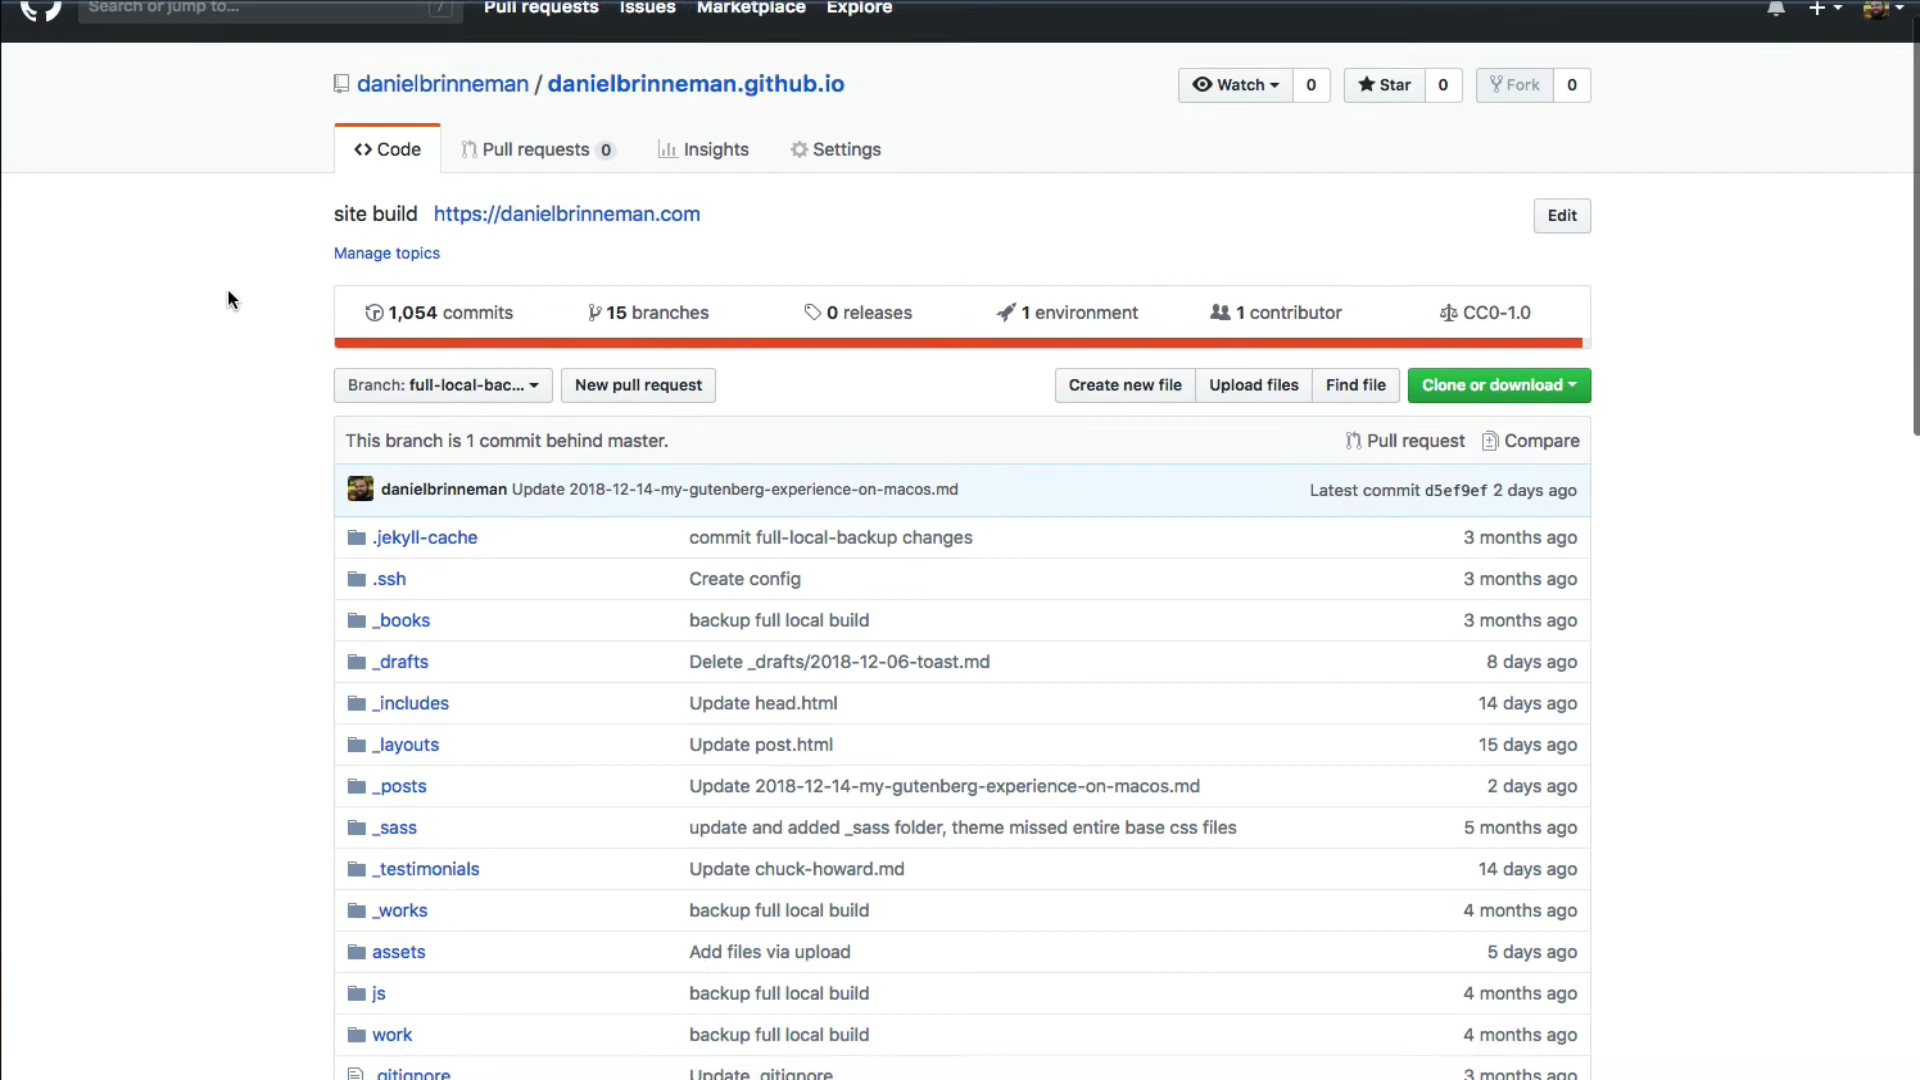 Search or jump to... /
Pull requests Issues Marketplace Explore
danielbrinneman / danielbrinneman.github.io
Watch 0 Star 0 Fork 0
Code Pull requests 0 Insights Settings
site build https://danielbrinneman.com
Edit
Manage topics
1,054 commits 15 branches 0 releases 1 environment 1 contributor CC0-1.0
Branch: full-local-bac... New pull request Create new file Upload files Find file Clone or download
This branch is 1 commit behind master. Pull request Compare
danielbrinneman Update 2018-12-14-my-gutenberg-experience-on-macos.md Latest commit d5ef9ef 2 days ago
.jekyll-cache commit full-local-backup changes 3 months ago
.ssh Create config 3 months ago
_books backup full local build 3 months ago
_drafts Delete _drafts/2018-12-06-toast.md 8 days ago
_includes Update head.html 14 days ago
_layouts Update post.html 15 days ago
_posts Update 2018-12-14-my-gutenberg-experience-on-macos.md 2 days ago
_sass update and added _sass folder, theme missed entire base css files 5 months ago
_testimonials Update chuck-howard.md 14 days ago
_works backup full local build 4 months ago
assets Add files via upload 5 days ago
js backup full local build 4 months ago
work backup full local build 4 months ago
.gitignore Update .gitignore 3 months ago